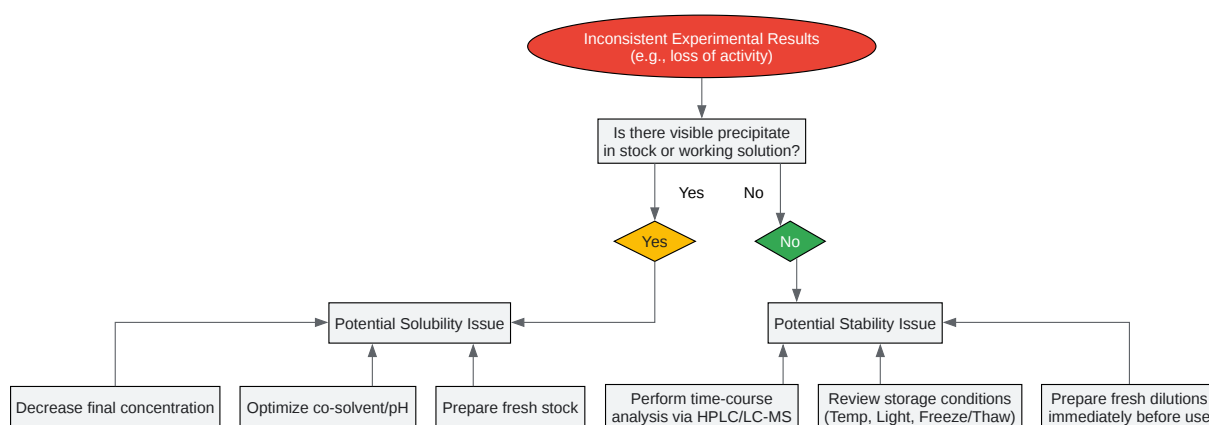 Inconsistent Experimental Results
(e.g., loss of activity)
Is there visible precipitate
in stock or working solution?
Yes
No
Yes
No
Potential Solubility Issue
Potential Stability Issue
Decrease final concentration
Optimize co-solvent/pH
Prepare fresh stock
Perform time-course
analysis via HPLC/LC-MS
Review storage conditions
(Temp, Light, Freeze/Thaw)
Prepare fresh dilutions
immediately before use